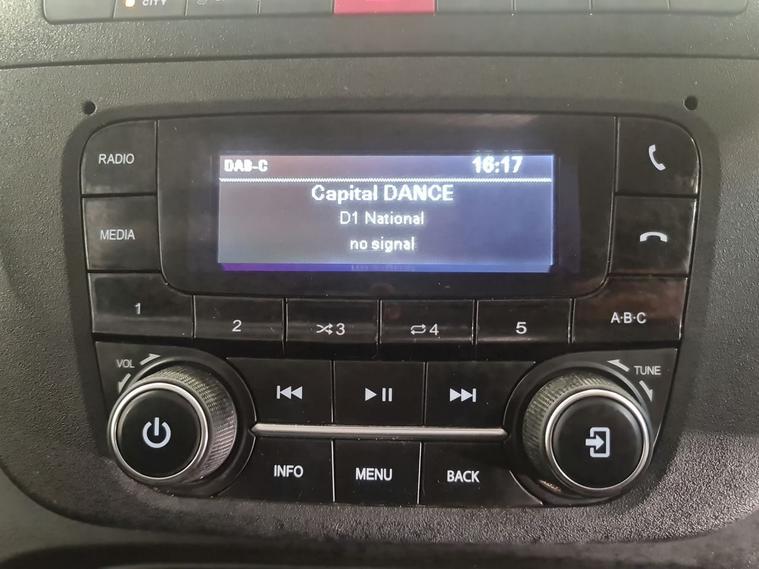 CITY
RADIO
MEDIA
DAB-C 16:17
Capital DANCE
D1 National
no signal
1
2
3
4
5
A·B·C
VOL
TUNE
INFO
MENU
BACK